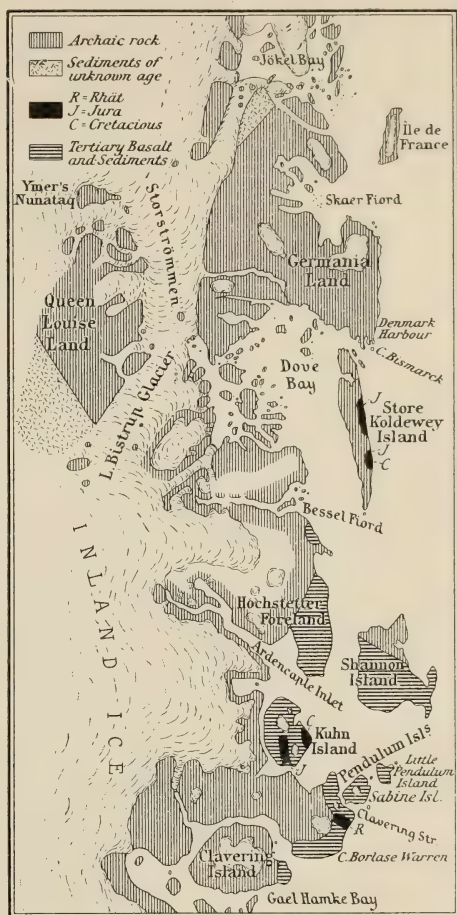 Archaic rock
Sediments of
unknown age
R = Rhät
J = Jura
C = Cretacious
Tertiary Basalt
and Sediments
Jökel Bay
Île de
France
Ymer's
Nunataq
Storströmmen
Skaer Fiord
Germania
Land
Queen
Louise
Land
Denmark
Harbour
C. Bismarck
Dove
Bay
J
Store
Koldewey
Island
J
C
L. Bistrup Glacier
Bessel Fiord
INLAND ICE
Hochstetter
Foreland
Ardencaple Inlet
Shannon
Island
C
Kuhn
Island
J
Pendulum Isls
Little
Pendulum
Island
Sabine Isl.
Clavering Str.
R
C. Borlase Warren
Clavering
Island
Gael Hamke Bay